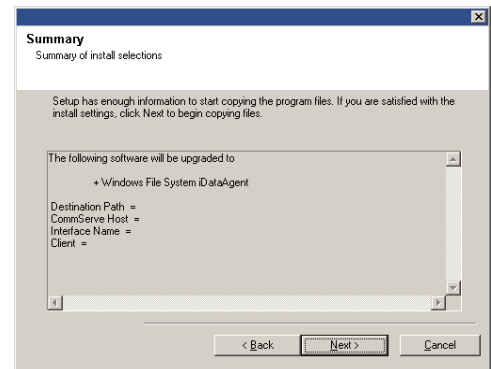 Summary
Summary of install selections
Setup has enough information to start copying the program files. If you are satisfied with the
install settings, click Next to begin copying files.
The following software will be upgraded to
+ Windows File System iDataAgent
Destination Path =
CommServe Host =
Interface Name =
Client =
< Back
Next >
Cancel